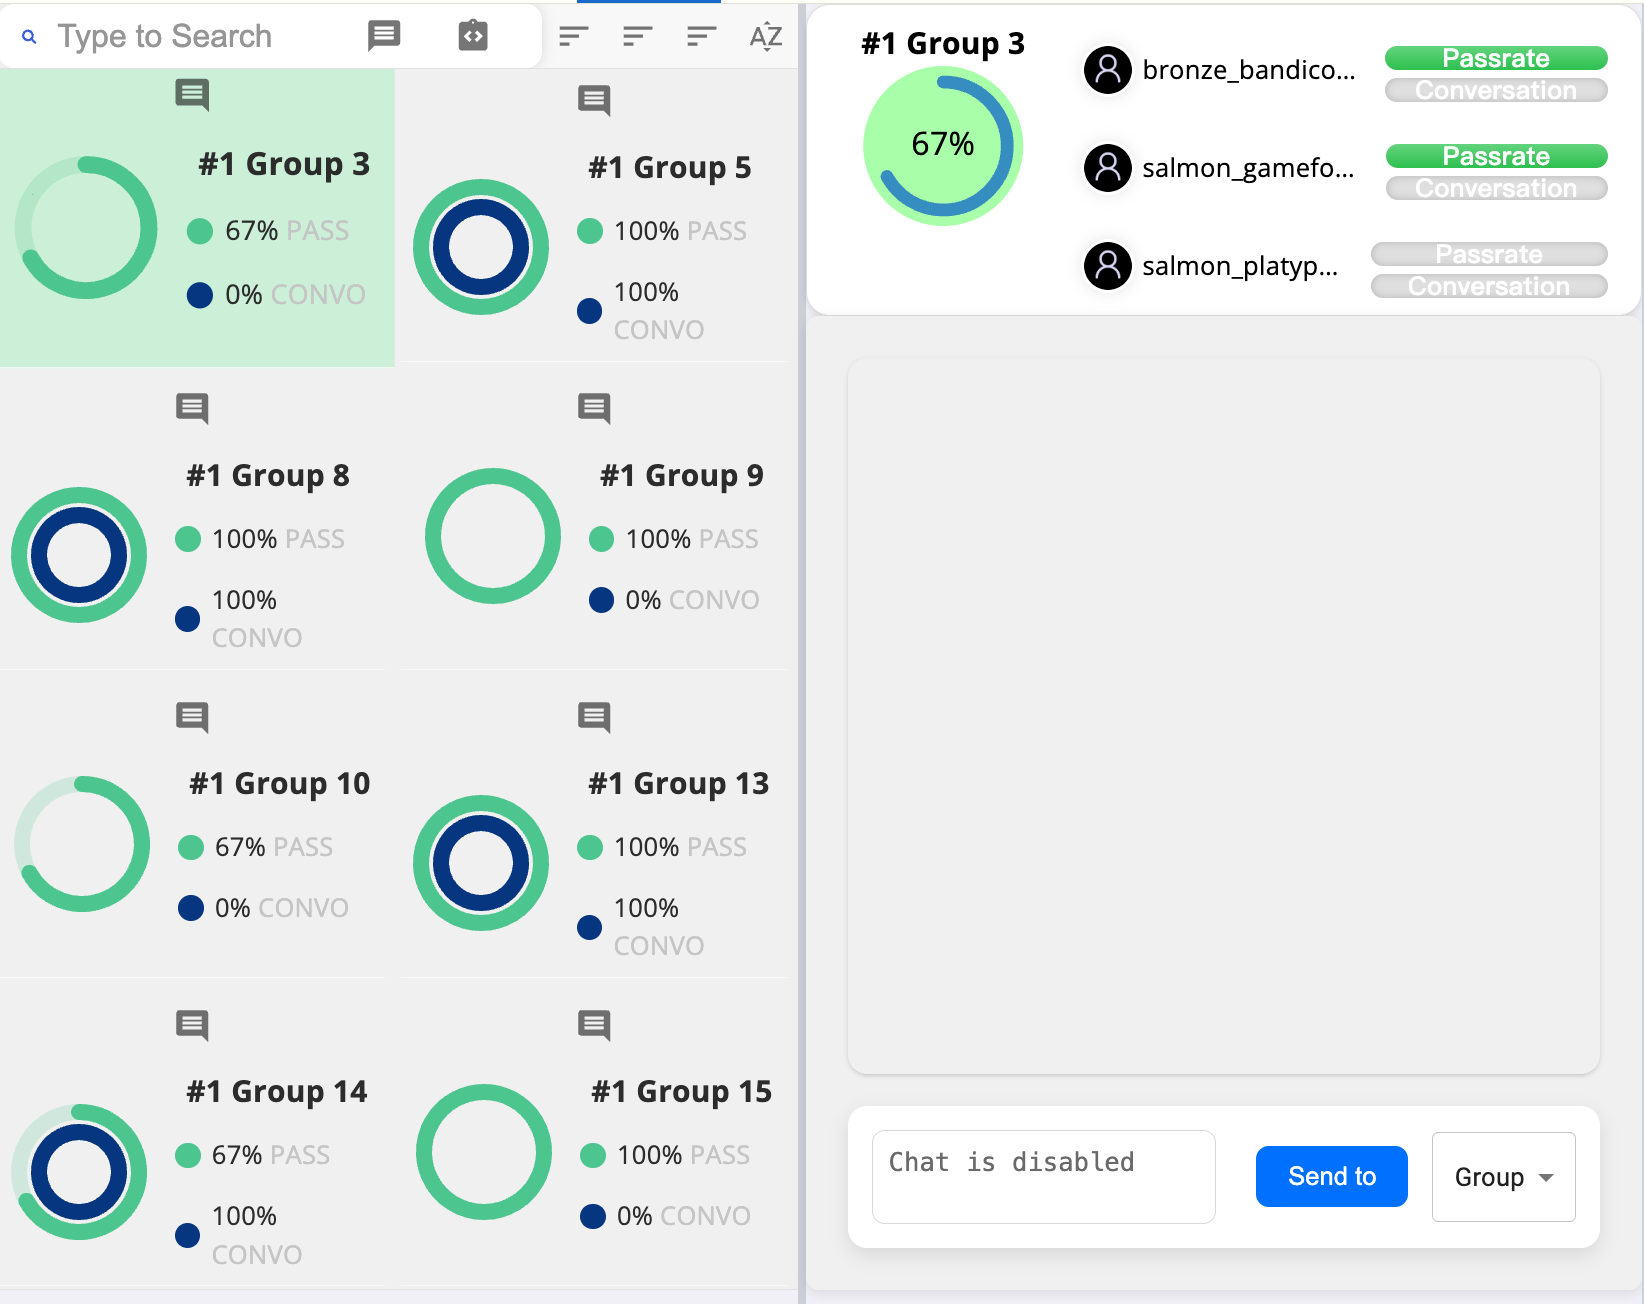 Type to Search
AZ
#1 Group 3
67% PASS
0% CONVO
#1 Group 5
100% PASS
100%
CONVO
#1 Group 8
100% PASS
100%
CONVO
#1 Group 9
100% PASS
0% CONVO
#1 Group 10
67% PASS
0% CONVO
#1 Group 13
100% PASS
100%
CONVO
#1 Group 14
67% PASS
100%
CONVO
#1 Group 15
100% PASS
0% CONVO
#1 Group 3
67%
bronze_bandico...
Passrate
Conversation
salmon_gamefo...
Passrate
Conversation
salmon_platyp...
Passrate
Conversation
Chat is disabled
Send to
Group